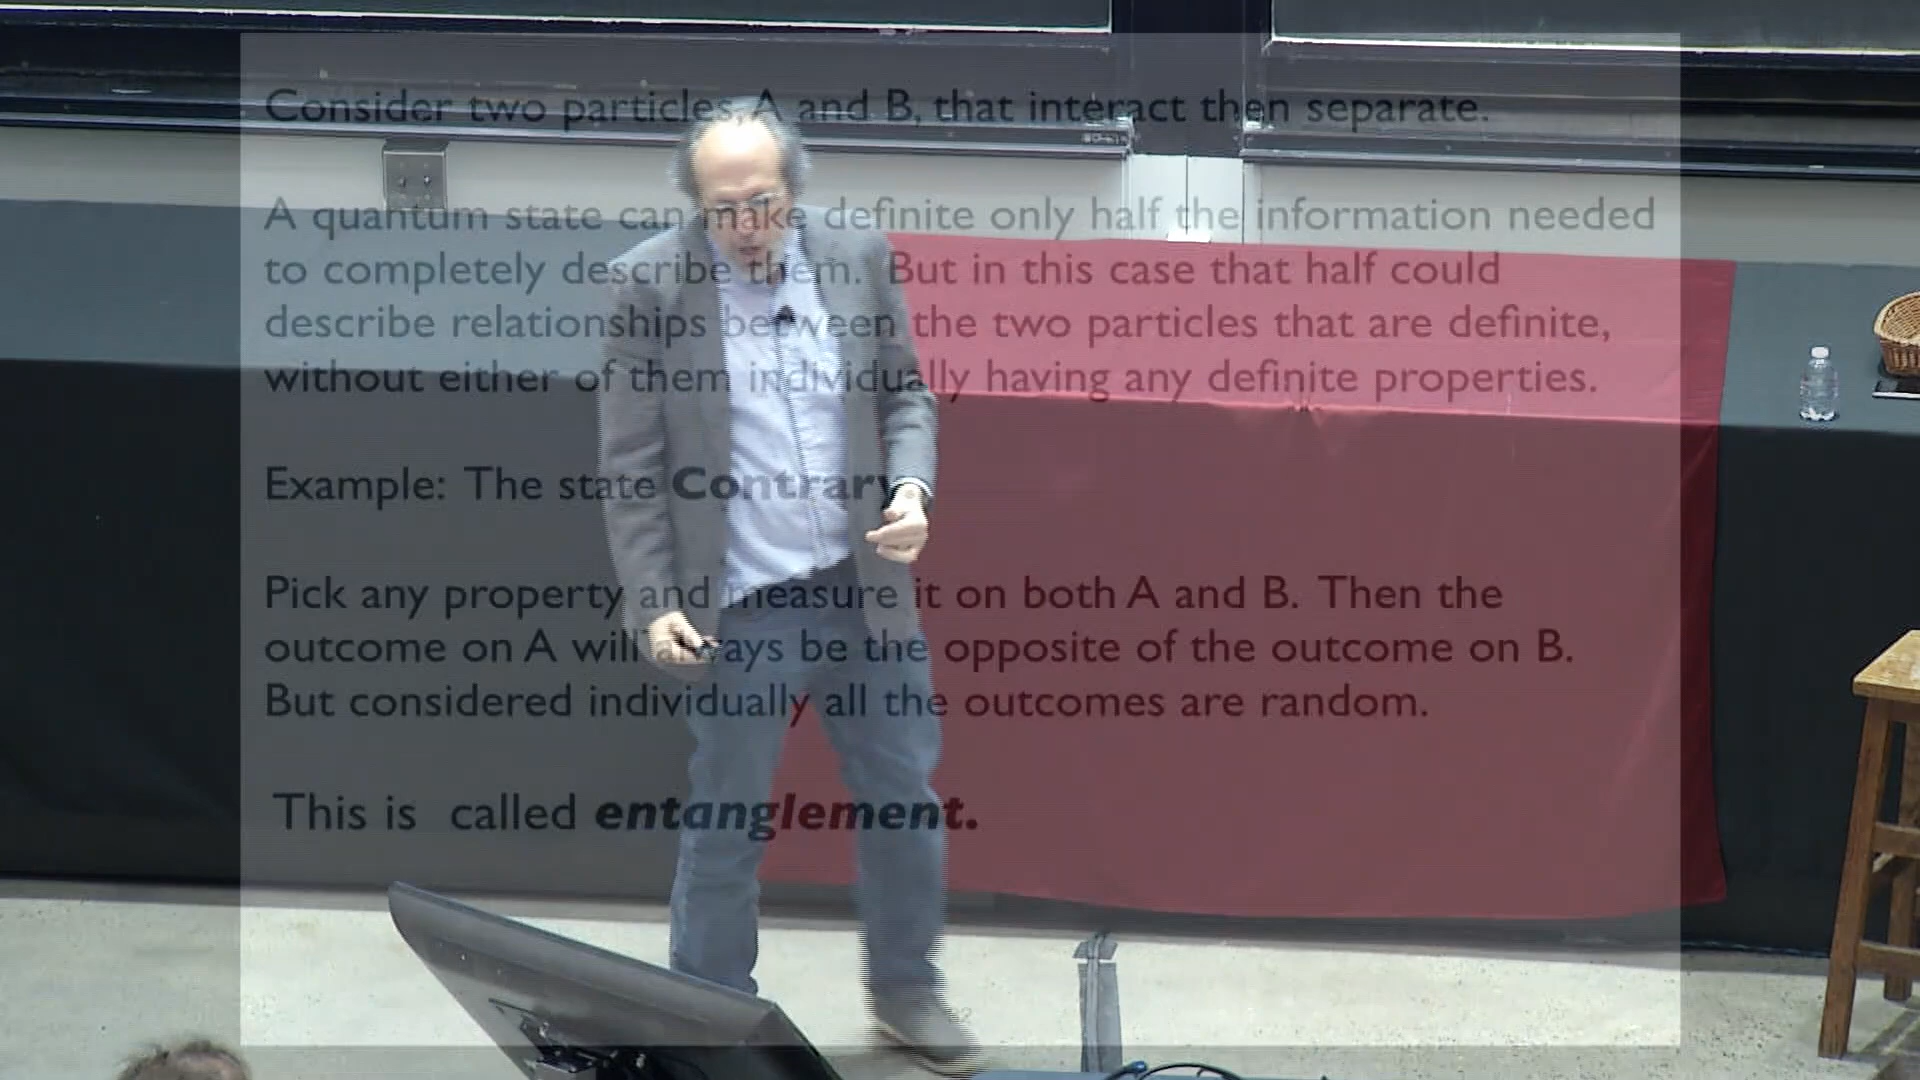 Consider two particles, A and B, that interact then separate.
A quantum state can make definite only half the information needed
to completely describe them. But in this case that half could
describe relationships between the two particles that are definite,
without either of them individually having any definite properties.
Example: The state Contrary
Pick any property and measure it on both A and B. Then the
outcome on A will always be the opposite of the outcome on B.
But considered individually all the outcomes are random.
This is called entanglement.